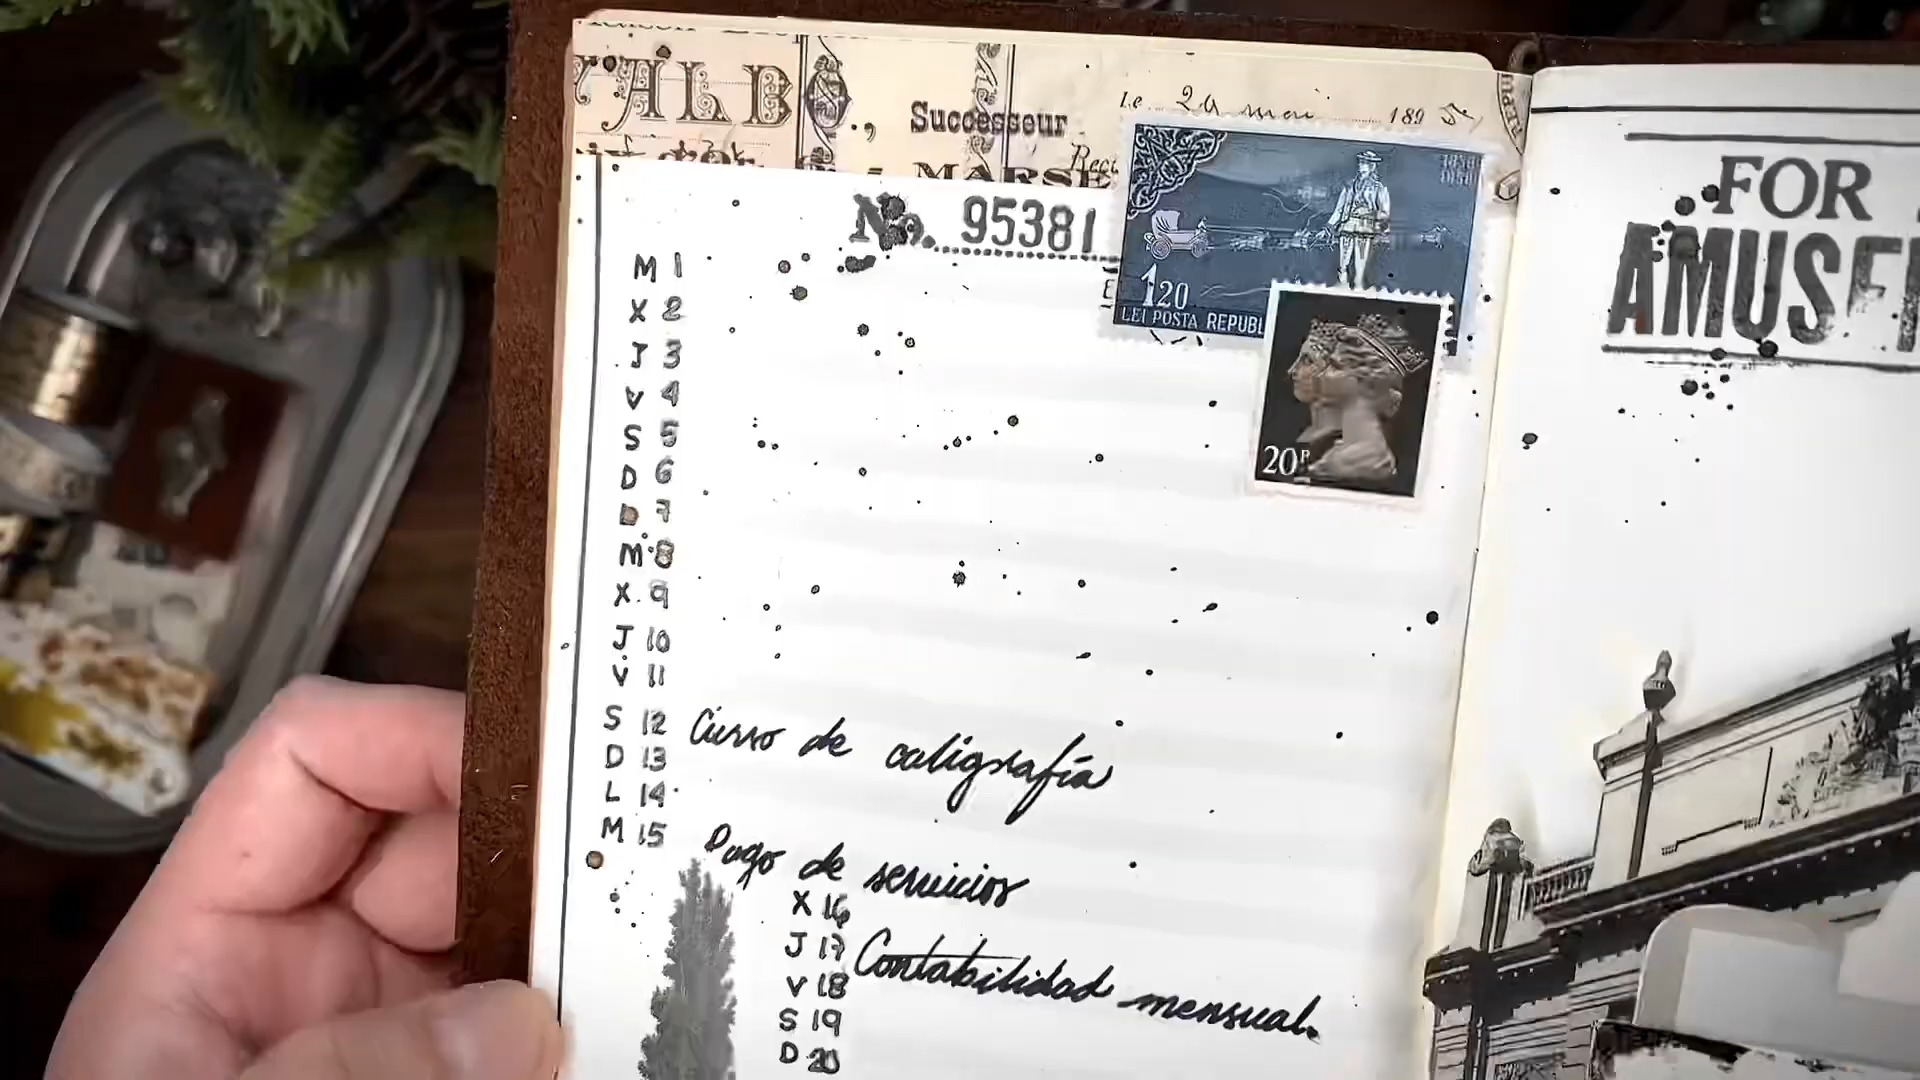 ALBO.,
Successeur
Le 24 mai 189
MARSE
No. 95381
1858
1958
1,20
LEI POSTA REPUBL
20P
M 1
X 2
J 3
V 4
S 5
D 6
L 7
M 8
X 9
J 10
V 11
S 12 Curso de caligrafía
D 13
L 14
M 15 Pago de servicios
X 16
J 17 Contabilidad mensual.
V 18
S 19
D 20
FOR
AMUSE